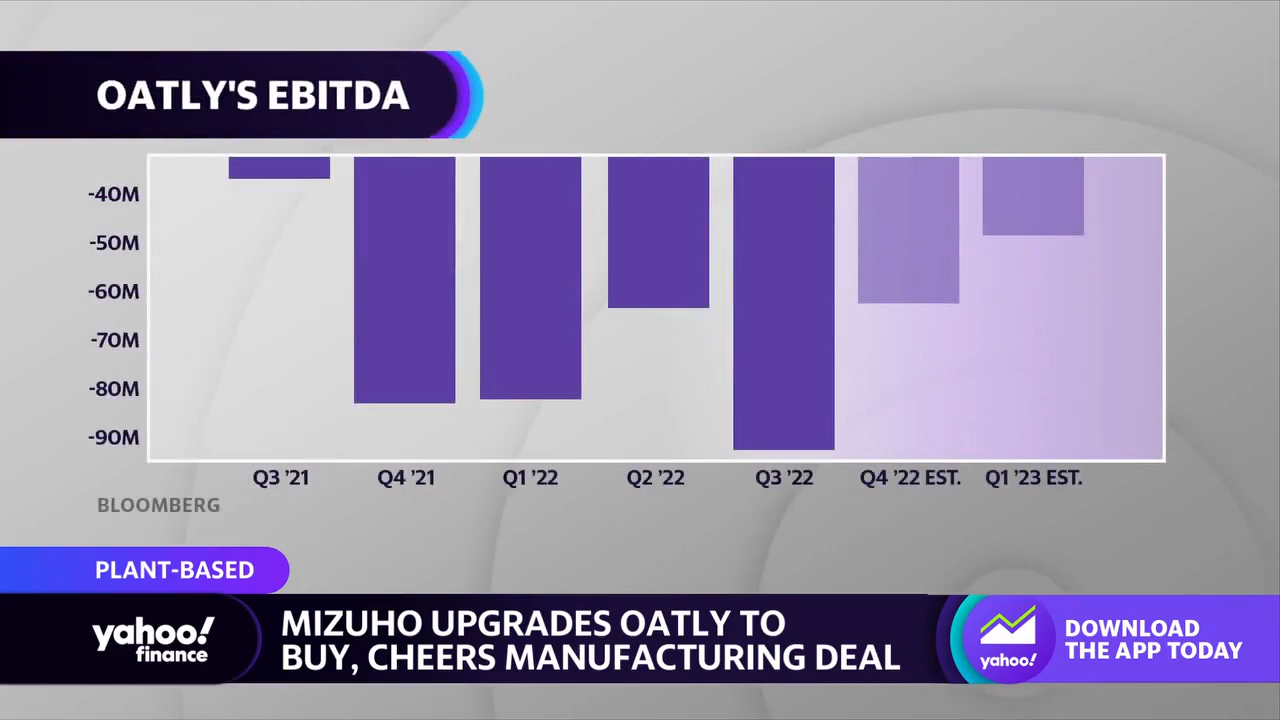 OATLY'S EBITDA
-40M
-50M
-60M
-70M
-80M
-90M
Q3 ’21
Q4 ’21
Q1 ’22
Q2 ’22
Q3 ’22
Q4 ’22 EST.
Q1 ’23 EST.
BLOOMBERG
PLANT-BASED
yahoo!
finance
MIZUHO UPGRADES OATLY TO
BUY, CHEERS MANUFACTURING DEAL
yahoo!
DOWNLOAD
THE APP TODAY